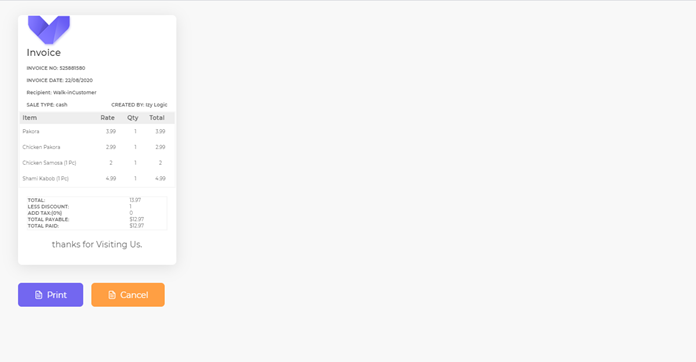 Invoice
INVOICE NO: 525881580
INVOICE DATE: 22/08/2020
Recipient: Walk-inCustomer
SALE TYPE: cash CREATED BY: Izy Logic
Item Rate Qty Total
Pakora 3.99 1 3.99
Chicken Pakora 2.99 1 2.99
Chicken Samosa (1 Pc) 2 1 2
Shami Kabob (1 Pc) 4.99 1 4.99
TOTAL: 13.97
LESS DISCOUNT: 1
ADD TAX:(0%) 0
TOTAL PAYABLE: $12.97
TOTAL PAID: $12.97
thanks for Visiting Us.
Print Cancel